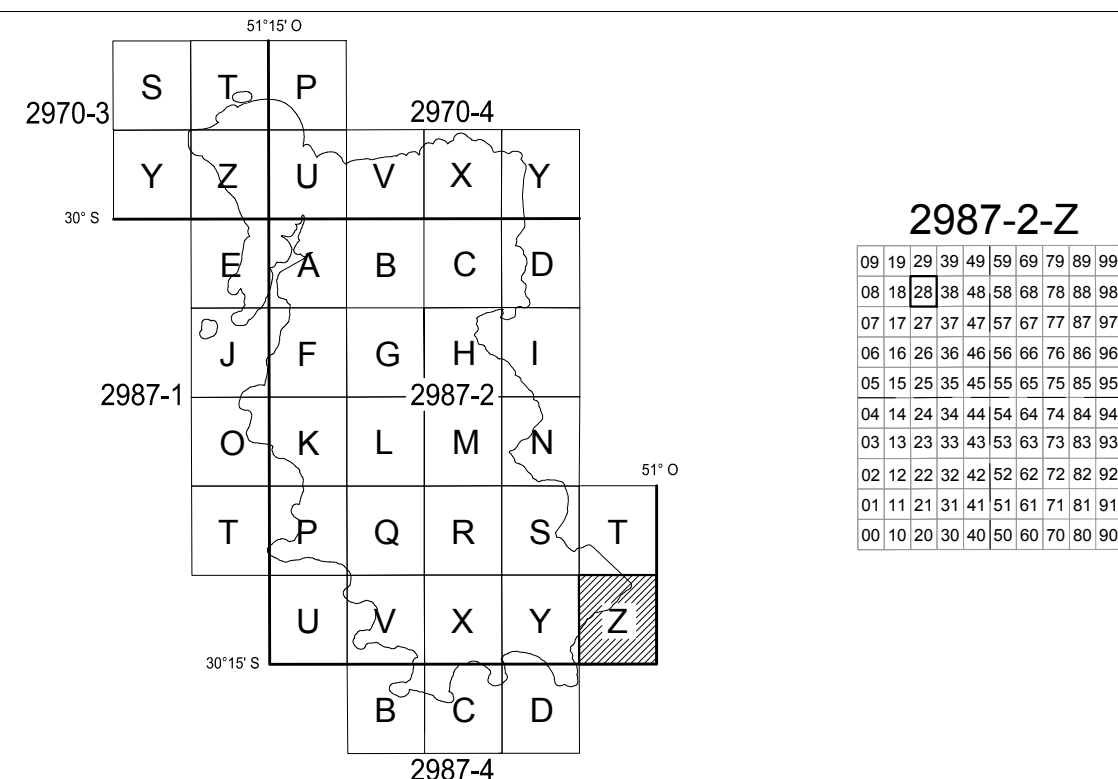 51°15' O
S T P
2970-3
2970-4
Y Z U V X Y
30° S
E A B C D
J F G H I
2987-1
2987-2
O K L M N
51° O
T P Q R S T
U V X Y Z
30°15' S
B C D
2987-4
2987-2-Z
09 19 29 39 49 59 69 79 89 99
08 18 28 38 48 58 68 78 88 98
07 17 27 37 47 57 67 77 87 97
06 16 26 36 46 56 66 76 86 96
05 15 25 35 45 55 65 75 85 95
04 14 24 34 44 54 64 74 84 94
03 13 23 33 43 53 63 73 83 93
02 12 22 32 42 52 62 72 82 92
01 11 21 31 41 51 61 71 81 91
00 10 20 30 40 50 60 70 80 90